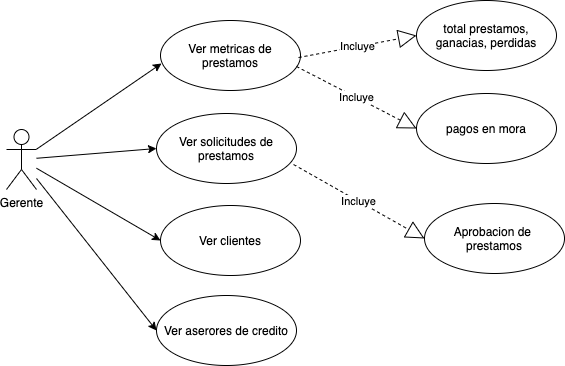 total prestamos,
ganacias, perdidas
Ver metricas de
prestamos
Incluye
Incluye
pagos en mora
Ver solicitudes de
prestamos
Gerente
Incluye
Aprobacion de
prestamos
Ver clientes
Ver aserores de credito